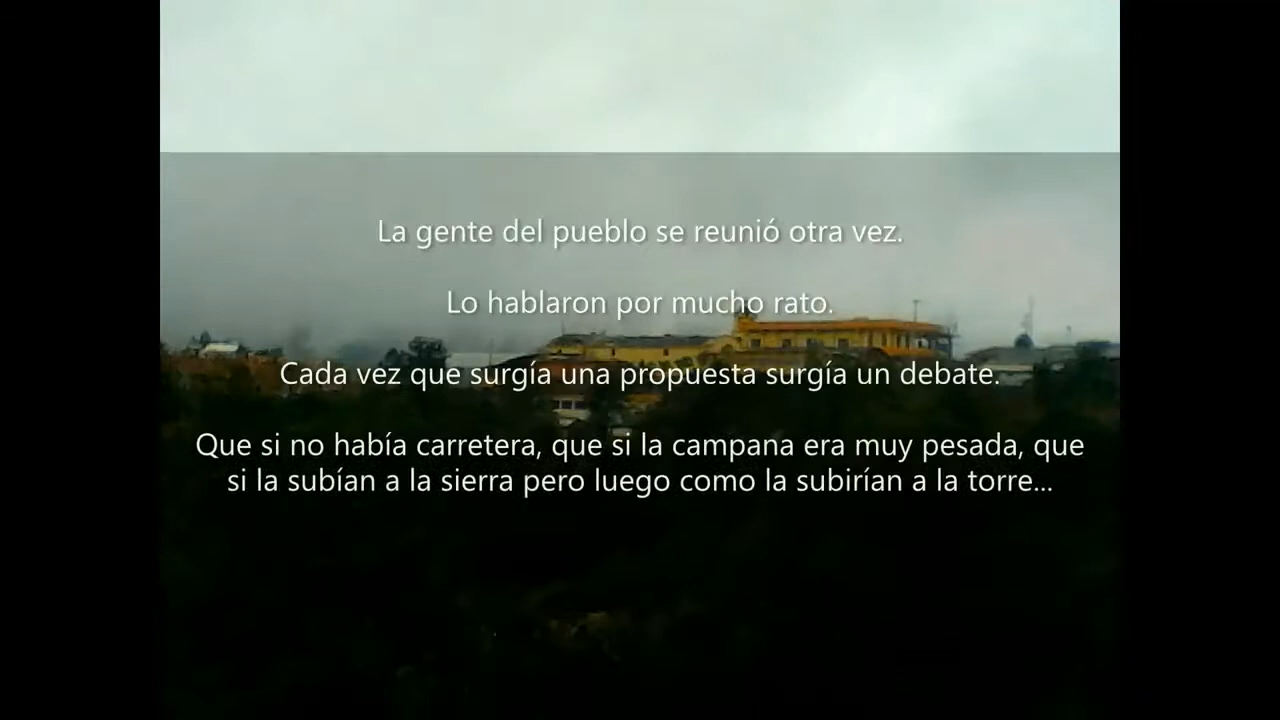 La gente del pueblo se reunió otra vez.
Lo hablaron por mucho rato.
Cada vez que surgía una propuesta surgía un debate.
Que si no había carretera, que si la campana era muy pesada, que
si la subían a la sierra pero luego como la subirían a la torre...